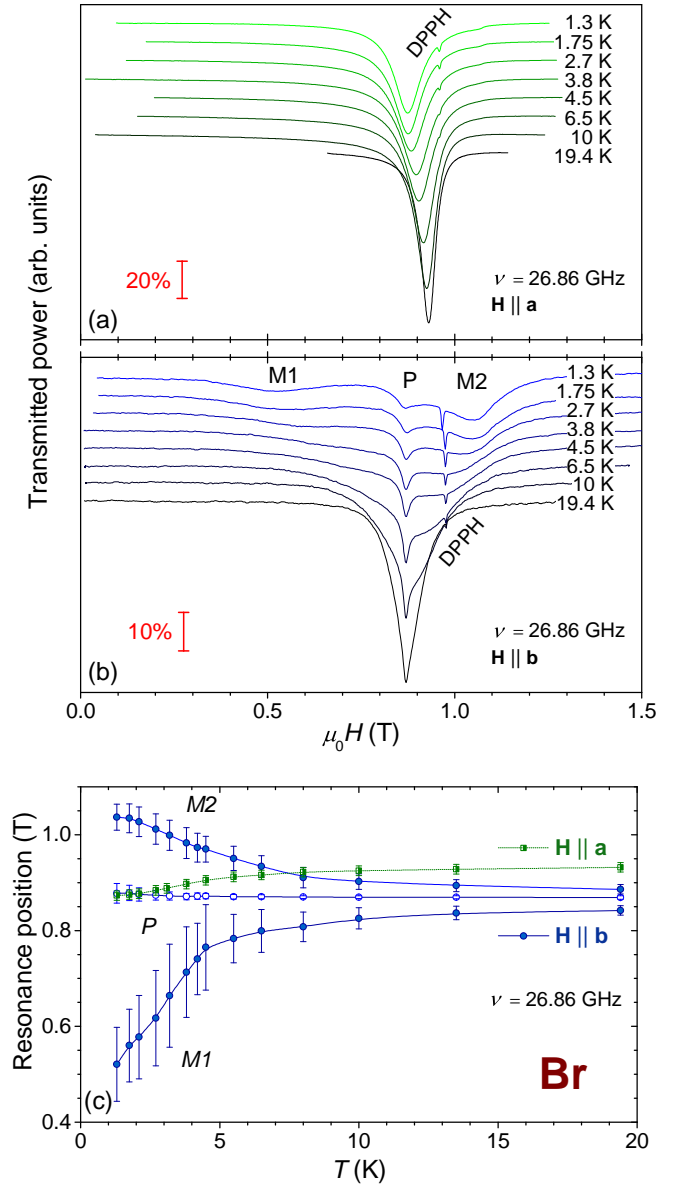 Transmitted power (arb. units)
DPPH
1.3 K
1.75 K
2.7 K
3.8 K
4.5 K
6.5 K
10 K
19.4 K
20%
ν = 26.86 GHz
H || a
(a)
M1
P
M2
1.3 K
1.75 K
2.7 K
3.8 K
4.5 K
6.5 K
10 K
19.4 K
DPPH
10%
ν = 26.86 GHz
H || b
(b)
0.0 0.5 1.0 1.5
μ₀H (T)
Resonance position (T)
1.0
0.8
0.6
0.4
M2
H || a
P
H || b
ν = 26.86 GHz
M1
Br
(c)
0 5 10 15 20
T (K)